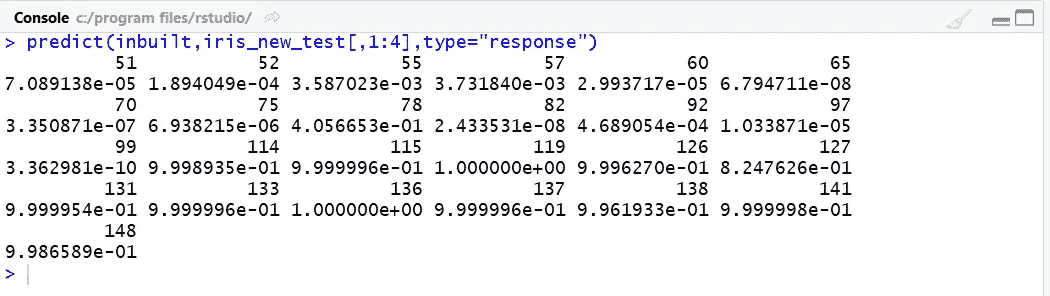 Console c:/program files/rstudio/
> predict(inbuilt,iris_new_test[,1:4],type="response")
51 52 55 57 60 65
7.089138e-05 1.894049e-04 3.587023e-03 3.731840e-03 2.993717e-05 6.794711e-08
70 75 78 82 92 97
3.350871e-07 6.938215e-06 4.056653e-01 2.433531e-08 4.689054e-04 1.033871e-05
99 114 115 119 126 127
3.362981e-10 9.998935e-01 9.999996e-01 1.000000e+00 9.996270e-01 8.247626e-01
131 133 136 137 138 141
9.999954e-01 9.999996e-01 1.000000e+00 9.999996e-01 9.961933e-01 9.999998e-01
148
9.986589e-01
>